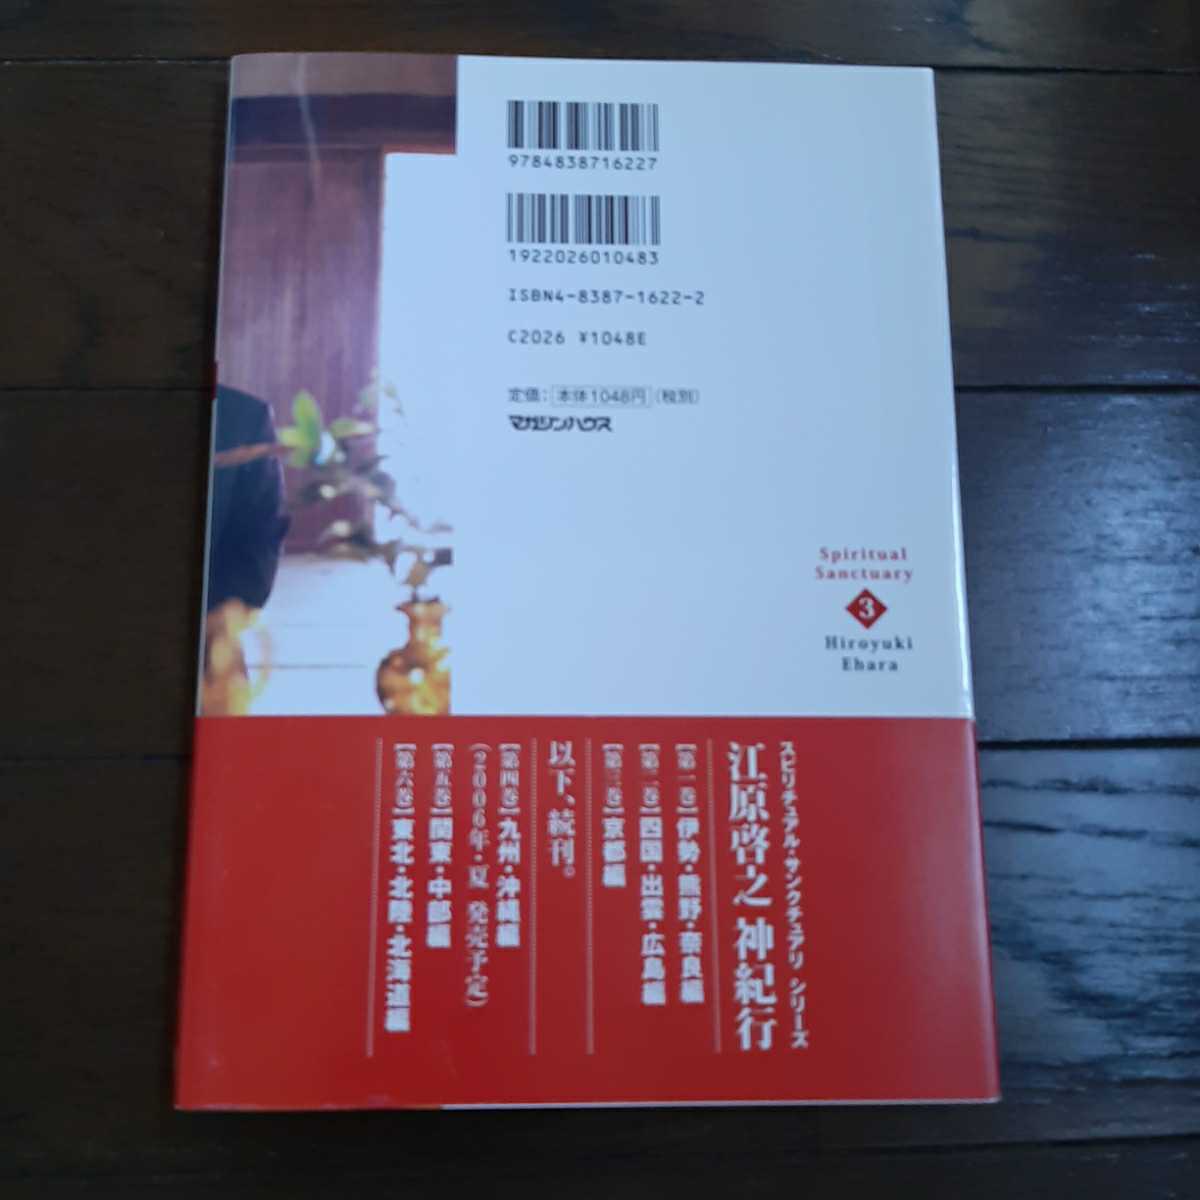 9784838716227
1922026010483
ISBN4-8387-1622-2
C2026 ¥1048E
定価：本体1048円（税別）
マガジンハウス
Spiritual
Sanctuary
3
Hiroyuki
Ehara
スピリチュアル・サンクチュアリ シリーズ
江原啓之 神紀行
【第一巻】伊勢・熊野・奈良編
【第二巻】四国・出雲・広島編
【第三巻】京都編
以下、続刊。
【第四巻】九州・沖縄編
（2006年・夏 発売予定）
【第五巻】関東・中部編
【第六巻】東北・北陸・北海道編